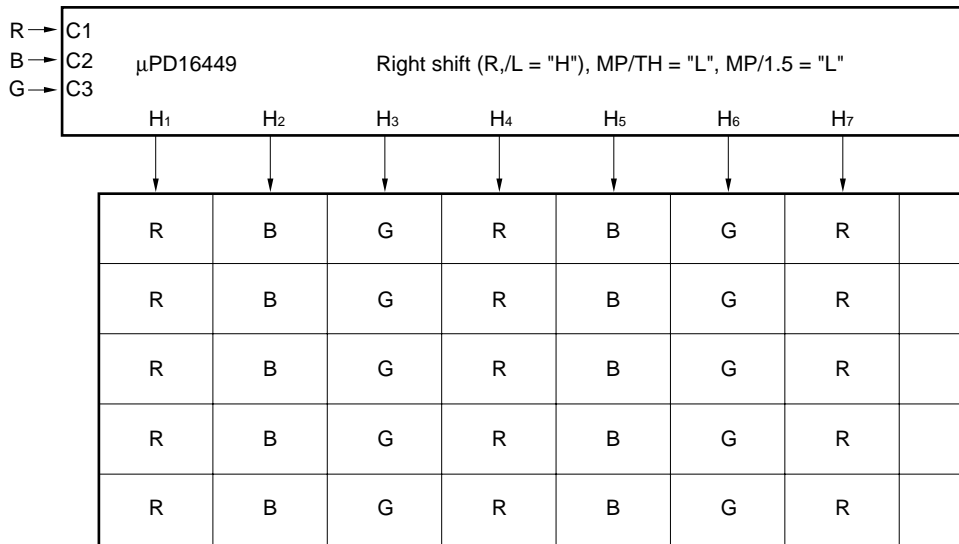 R C1
B C2 μPD16449 Right shift (R,/L = "H"), MP/TH = "L", MP/1.5 = "L"
G C3
H1 H2 H3 H4 H5 H6 H7
R B G R B G R
R B G R B G R
R B G R B G R
R B G R B G R
R B G R B G R